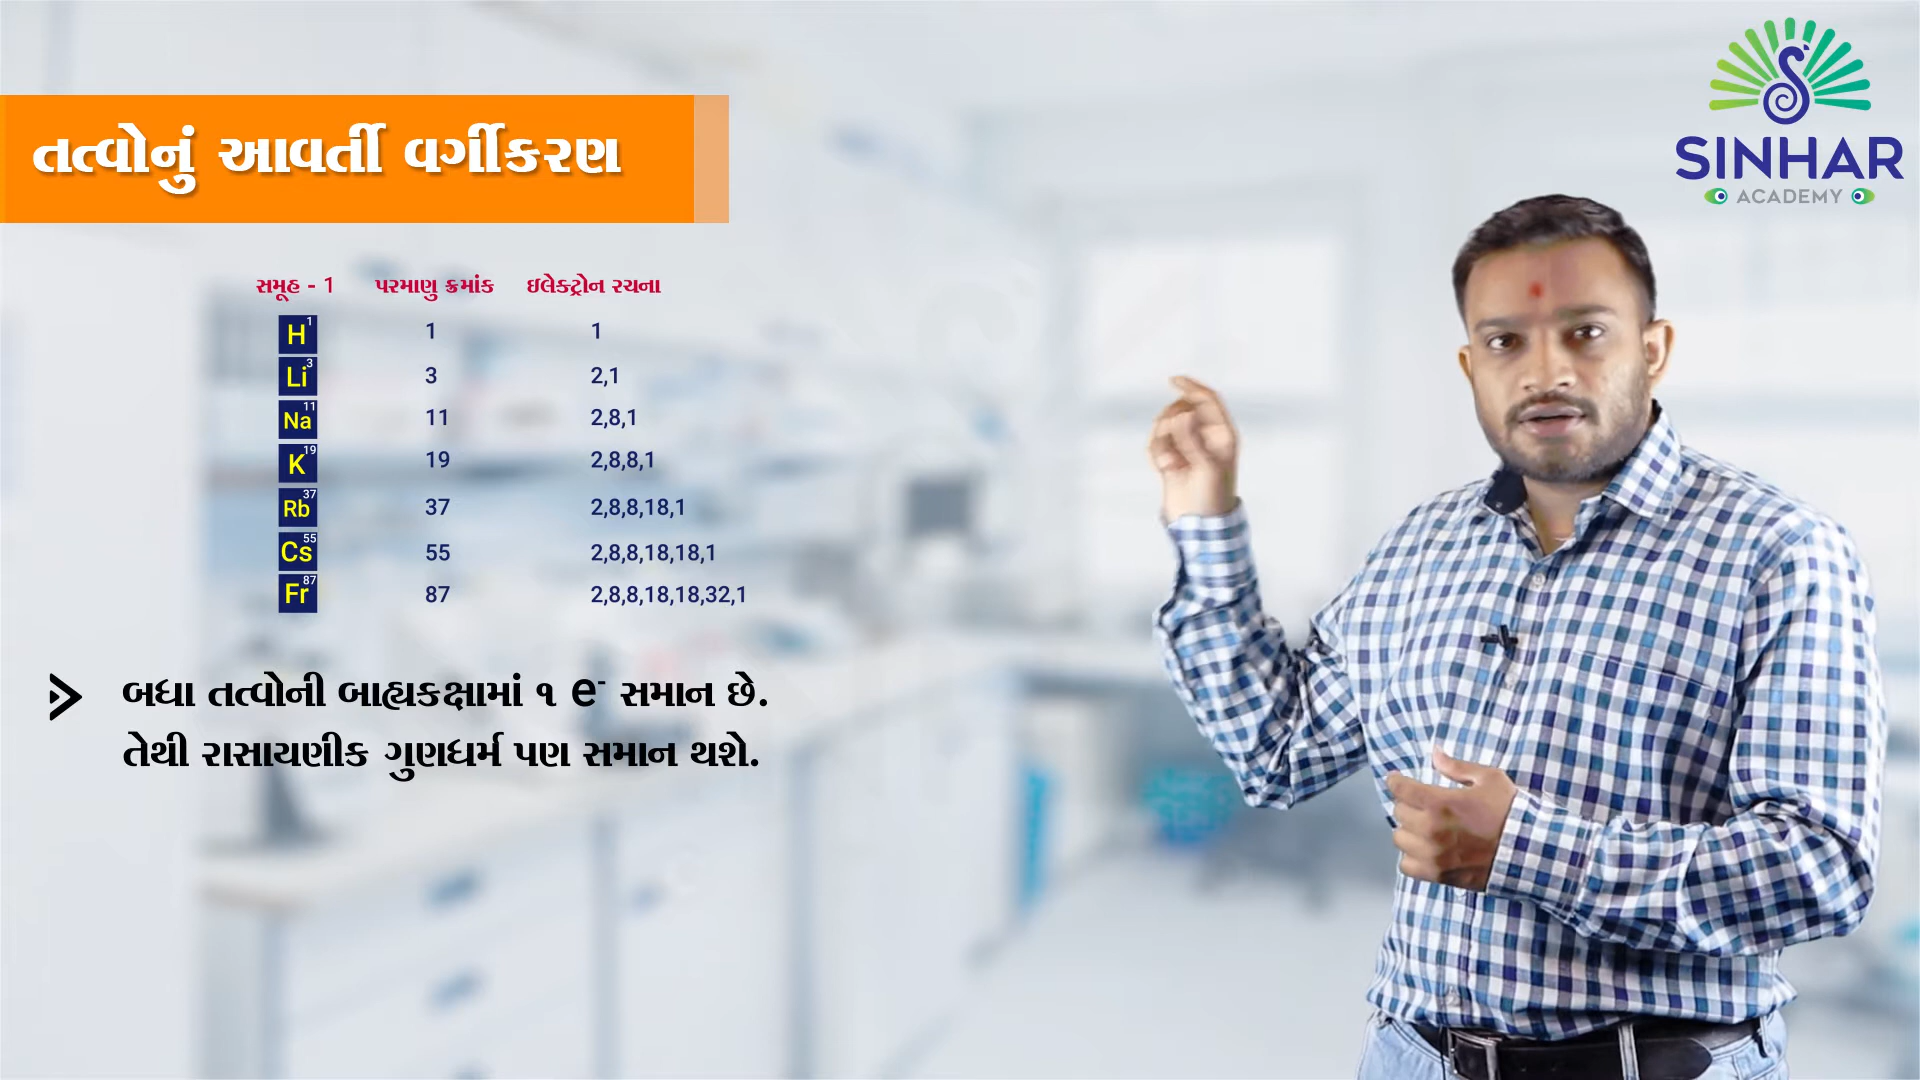 તત્વોનું આવર્તી વર્ગીકરણ
SINHAR
ACADEMY
સમૂહ - 1 પરમાણુ ક્રમાંક ઇલેક્ટ્રોન રચના
H 1 1 1
Li 3 3 2,1
Na 11 11 2,8,1
K 19 19 2,8,8,1
Rb 37 37 2,8,8,18,1
Cs 55 55 2,8,8,18,18,1
Fr 87 87 2,8,8,18,18,32,1
બધા તત્વોની બાહ્યકક્ષામાં ૧ e⁻ સમાન છે.
તેથી રાસાયણીક ગુણધર્મ પણ સમાન થશે.